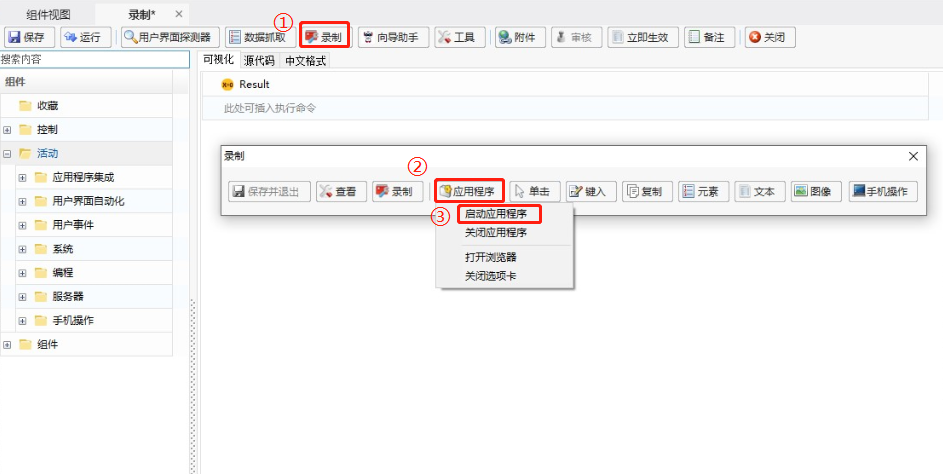 组件视图 录制*
①
保存 运行 用户界面探测器 数据抓取 录制 向导助手 工具 附件 审核 立即生效 备注 关闭
搜索内容
可视化 源代码 中文格式
组件
Result
此处可插入执行命令
收藏
控制
活动
应用程序集成
用户界面自动化
用户事件
系统
编程
服务器
手机操作
组件
录制
②
保存并退出 查看 录制 应用程序 单击 键入 复制 元素 文本 图像 手机操作
③
启动应用程序
关闭应用程序
打开浏览器
关闭选项卡